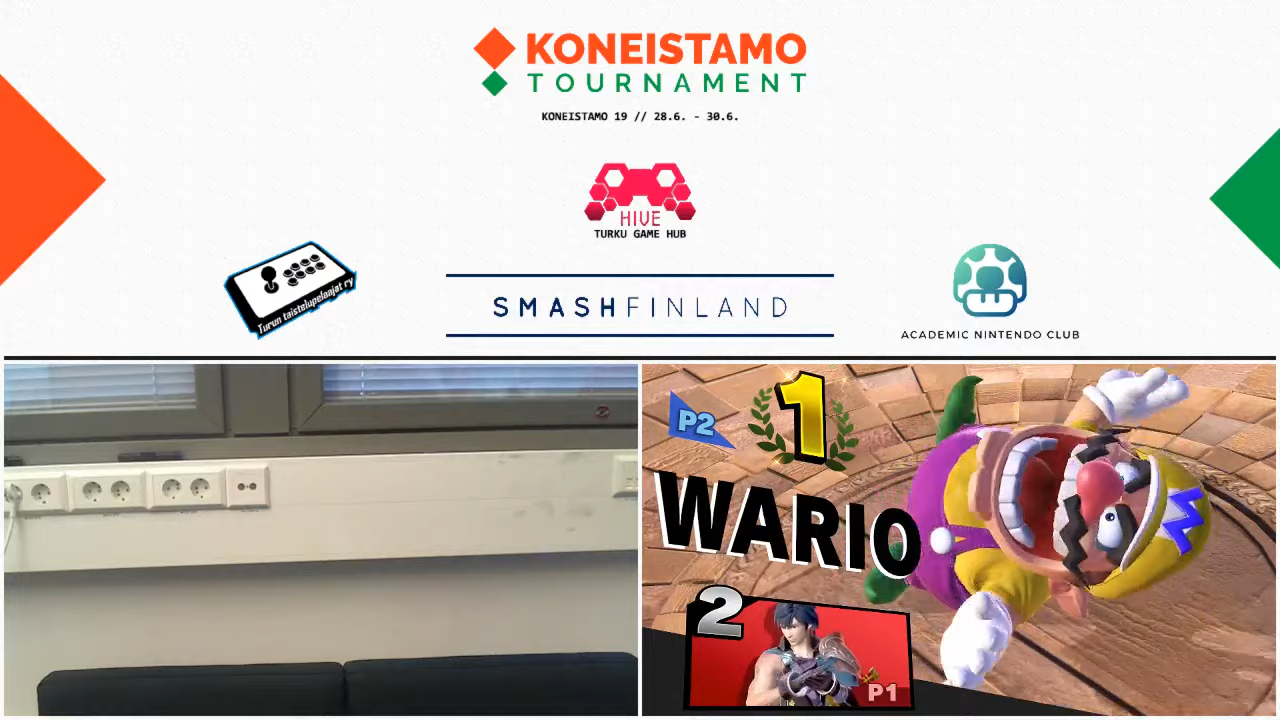 KONEISTAMO
TOURNAMENT
KONEISTAMO 19 // 28.6. - 30.6.
HIVE
TURKU GAME HUB
Turun taistelupelaajat ry
SMASHFINLAND
ACADEMIC NINTENDO CLUB
P2
1
WARIO
2
P1